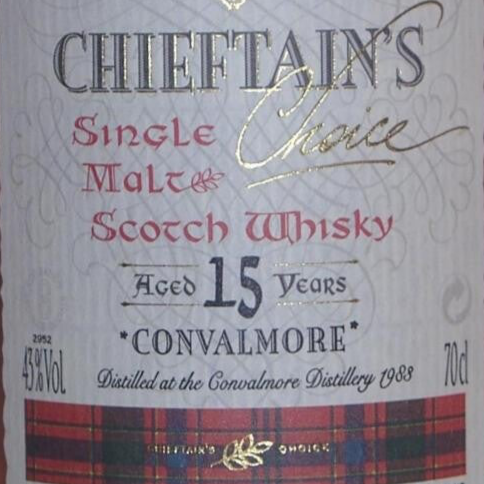 CHIEFTAIN'S
Choice
Single
Malt
Scotch Whisky
Aged 15 Years
*CONVALMORE*
2952
43%Vol
Distilled at the Convalmore Distillery 1983
70cl
CHIEFTAIN'S CHOICE